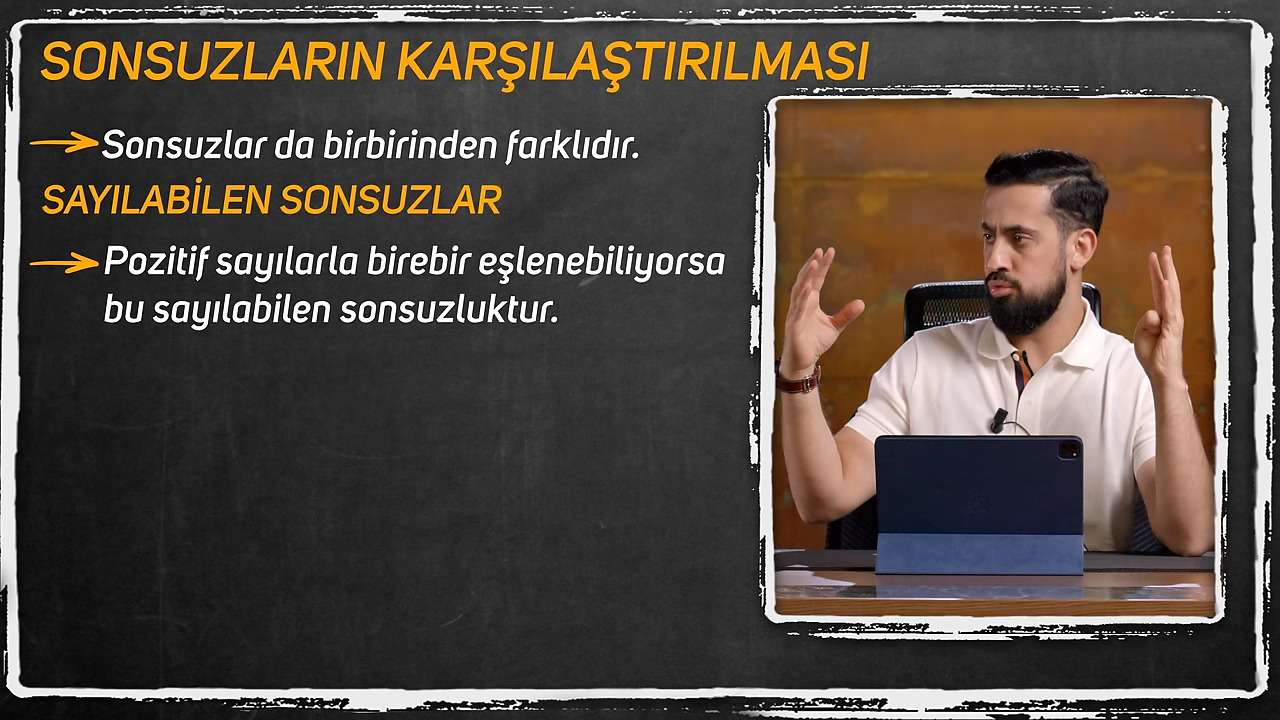 SONSUZLARIN KARŞILAŞTIRILMASI
Sonsuzlar da birbirinden farklıdır.
SAYILABİLEN SONSUZLAR
Pozitif sayılarla birebir eşlenebiliyorsa
bu sayılabilen sonsuzluktur.